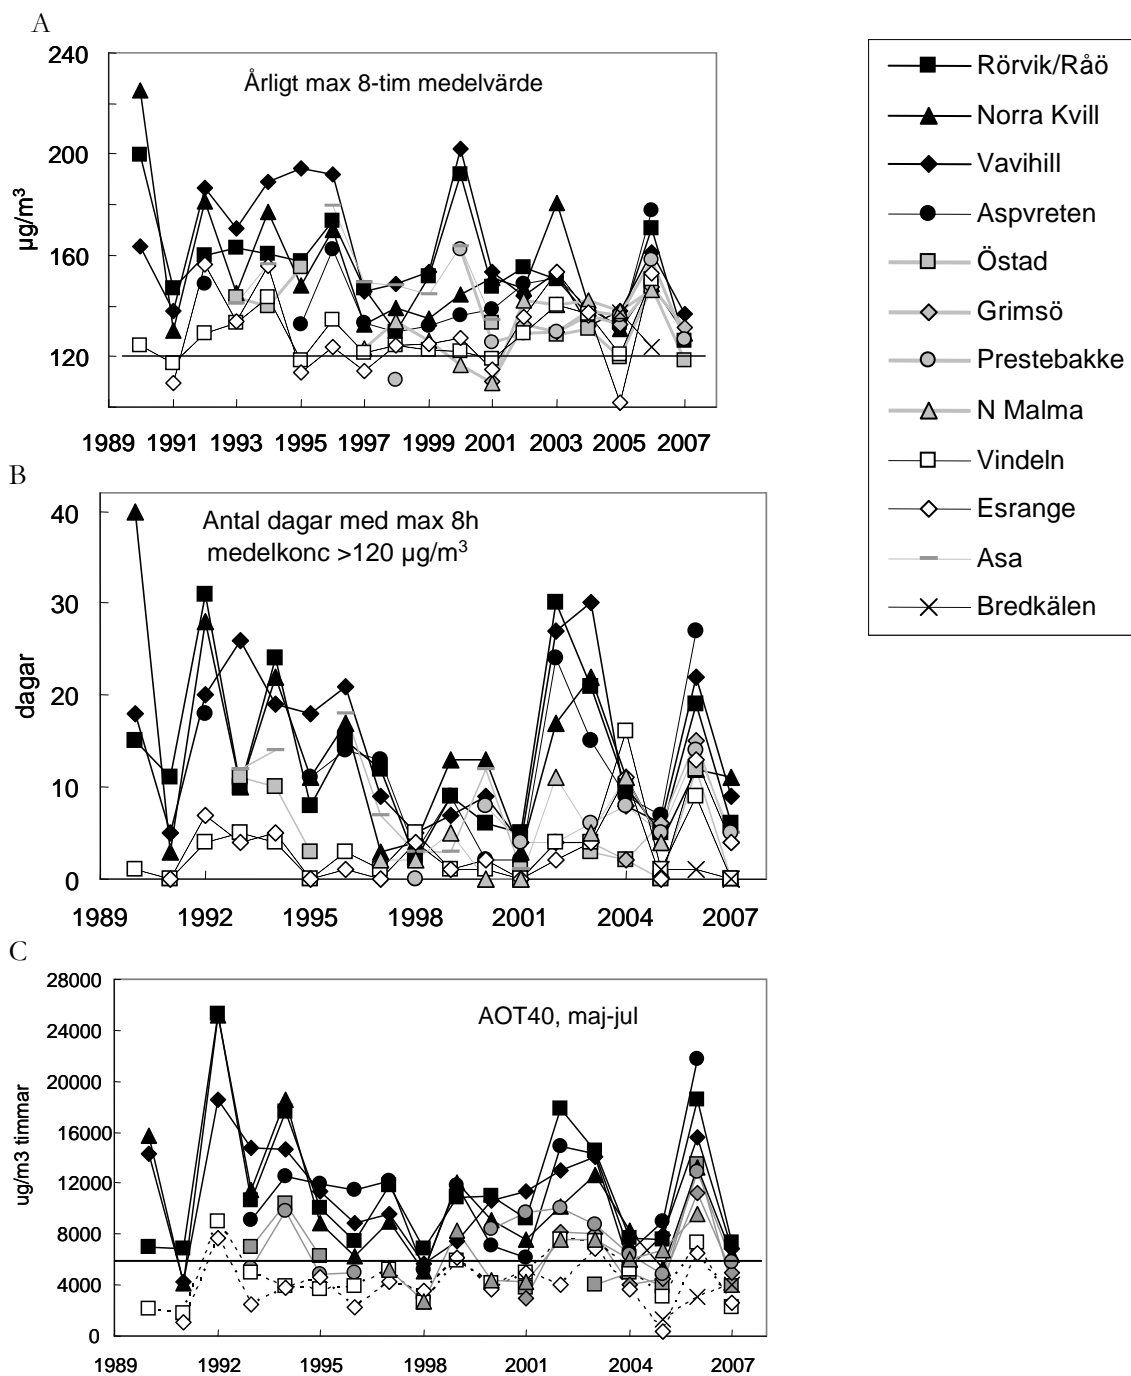 A
Årligt max 8-tim medelvärde
µg/m³
240
200
160
120
1989 1991 1993 1995 1997 1999 2001 2003 2005 2007
Rörvik/Råö
Norra Kvill
Vavihill
Aspvreten
Östad
Grimsö
Prestebakke
N Malma
Vindeln
Esrange
Asa
Bredkälen
B
Antal dagar med max 8h
medelkonc >120 µg/m³
dagar
40
30
20
10
0
1989 1992 1995 1998 2001 2004 2007
C
AOT40, maj-jul
ug/m3 timmar
28000
24000
20000
16000
12000
8000
4000
0
1989 1992 1995 1998 2001 2004 2007